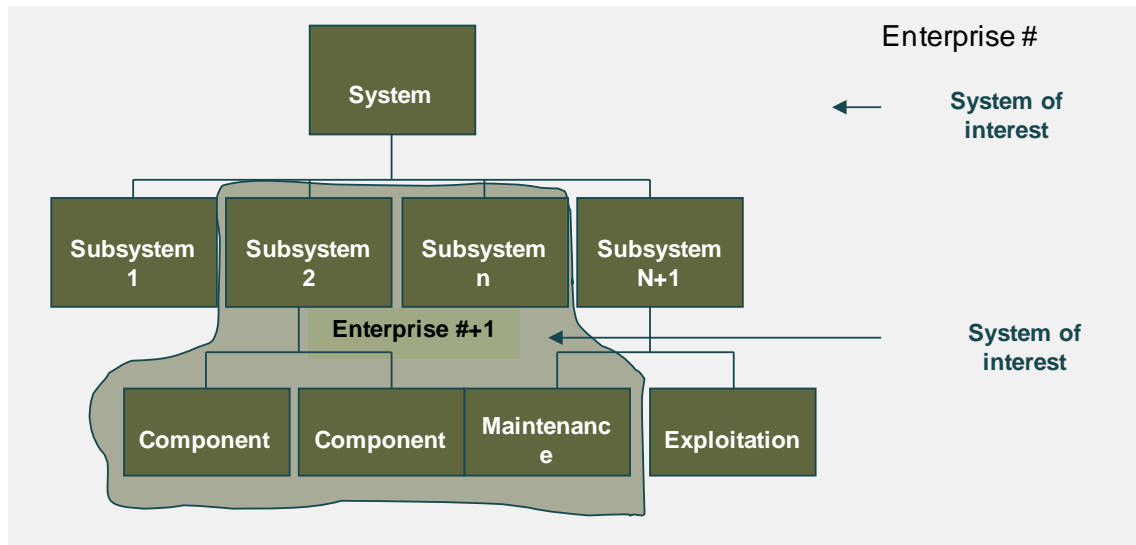 Enterprise #
System
System of
interest
Subsystem
1
Subsystem
2
Subsystem
n
Subsystem
N+1
Enterprise #+1
System of
interest
Component
Component
Maintenanc
e
Exploitation